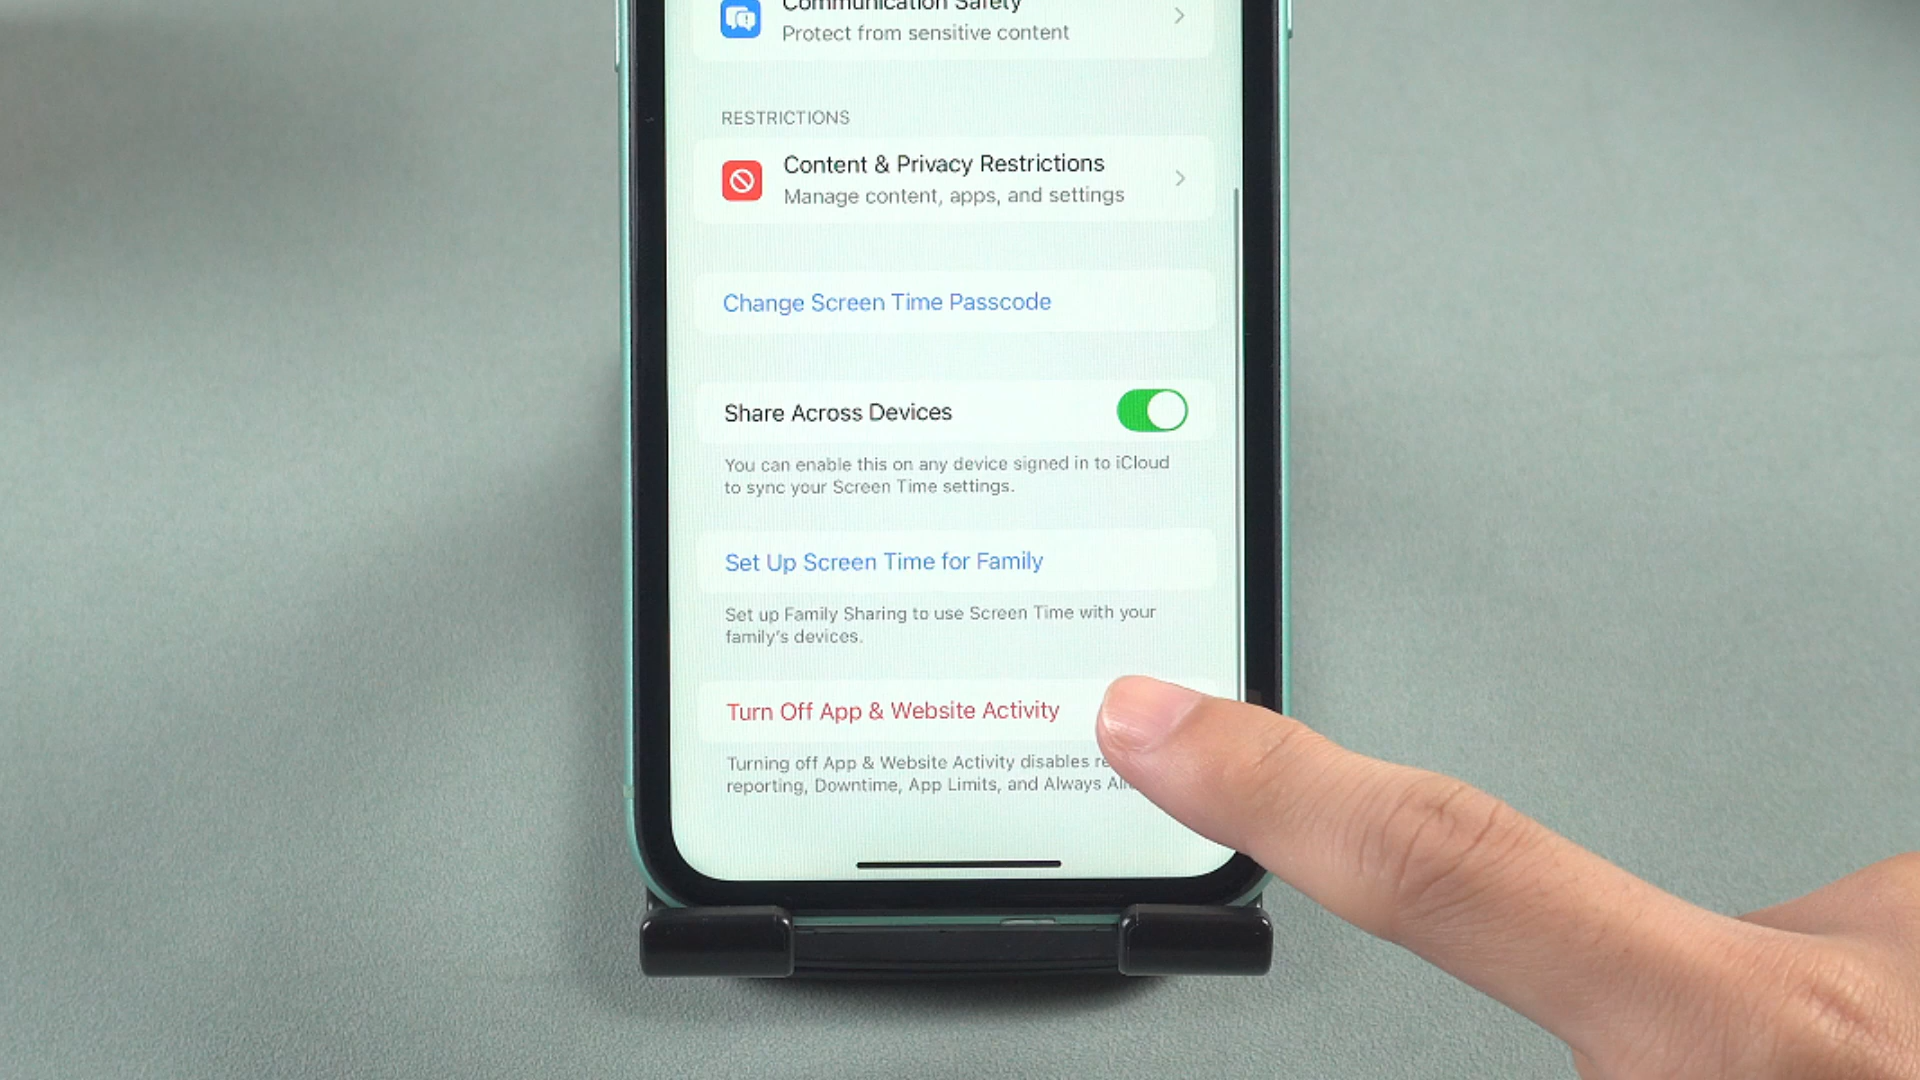 Communication Safety
Protect from sensitive content
RESTRICTIONS
Content & Privacy Restrictions
Manage content, apps, and settings
Change Screen Time Passcode
Share Across Devices
You can enable this on any device signed in to iCloud
to sync your Screen Time settings.
Set Up Screen Time for Family
Set up Family Sharing to use Screen Time with your
family's devices.
Turn Off App & Website Activity
Turning off App & Website Activity disables
reporting, Downtime, App Limits, and Always